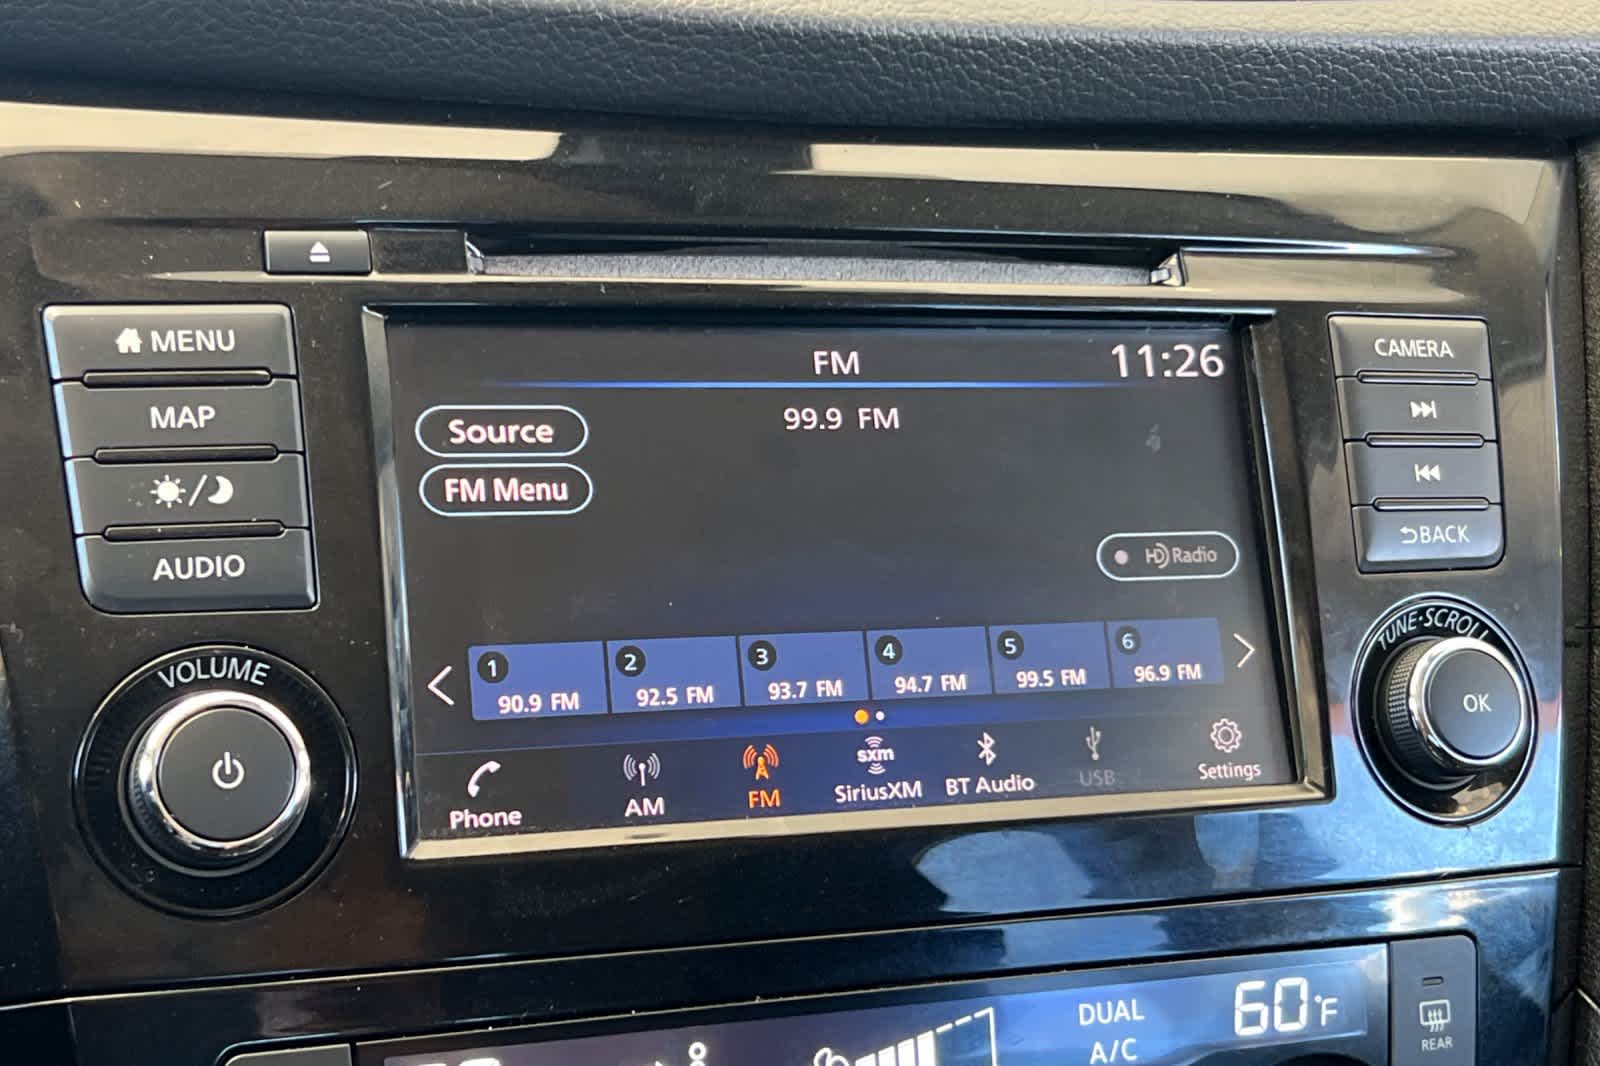 MENU
MAP
AUDIO
VOLUME
FM
11:26
99.9 FM
Source
FM Menu
HD Radio
1
90.9 FM
2
92.5 FM
3
93.7 FM
4
94.7 FM
5
99.5 FM
6
96.9 FM
Phone
AM
FM
sxm
SiriusXM
BT Audio
USB
Settings
CAMERA
BACK
TUNE·SCROLL
OK
DUAL
A/C
60°F
REAR